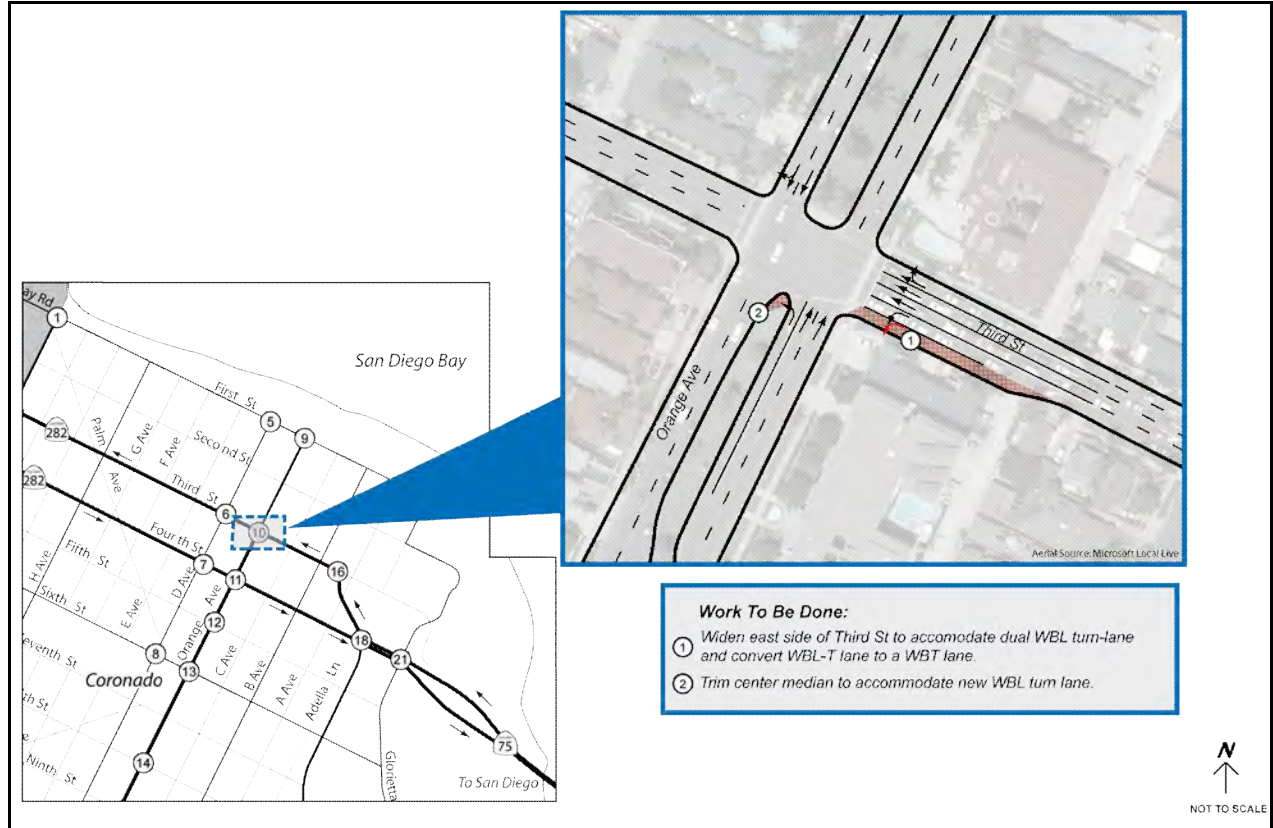 Third St
Orange Ave
1
2
Aerial Source: Microsoft Local Live
Work To Be Done:
1 Widen east side of Third St to accomodate dual WBL turn-lane
and convert WBL-T lane to a WBT lane.
2 Trim center median to accommodate new WBL turn lane.
N
NOT TO SCALE
ay Rd
1
San Diego Bay
First St
5
9
282
Palm
Ave
G Ave
F Ave
Second St
282
Third St
6
10
Fourth St
7
11
16
H Ave
Fifth St
Sixth St
E Ave
D Ave
Orange Ave
12
C Ave
B Ave
A Ave
Adella Ln
18
21
8
13
eventh St
Coronado
th St
e
Ninth St
14
Glorietta
75
To San Diego